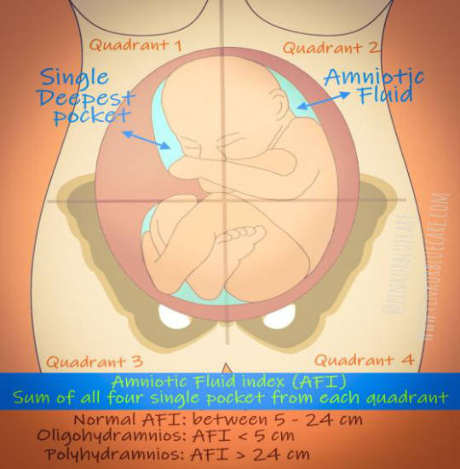 Quadrant 1
Quadrant 2
Single
Deepest
pocket
Amniotic
Fluid
Quadrant 3
Quadrant 4
Amniotic Fluid index (AFI)
Sum of all four single pocket from each quadrant
Normal AFI: between 5 - 24 cm
Oligohydramnios: AFI < 5 cm
Polyhydramnios: AFI > 24 cm